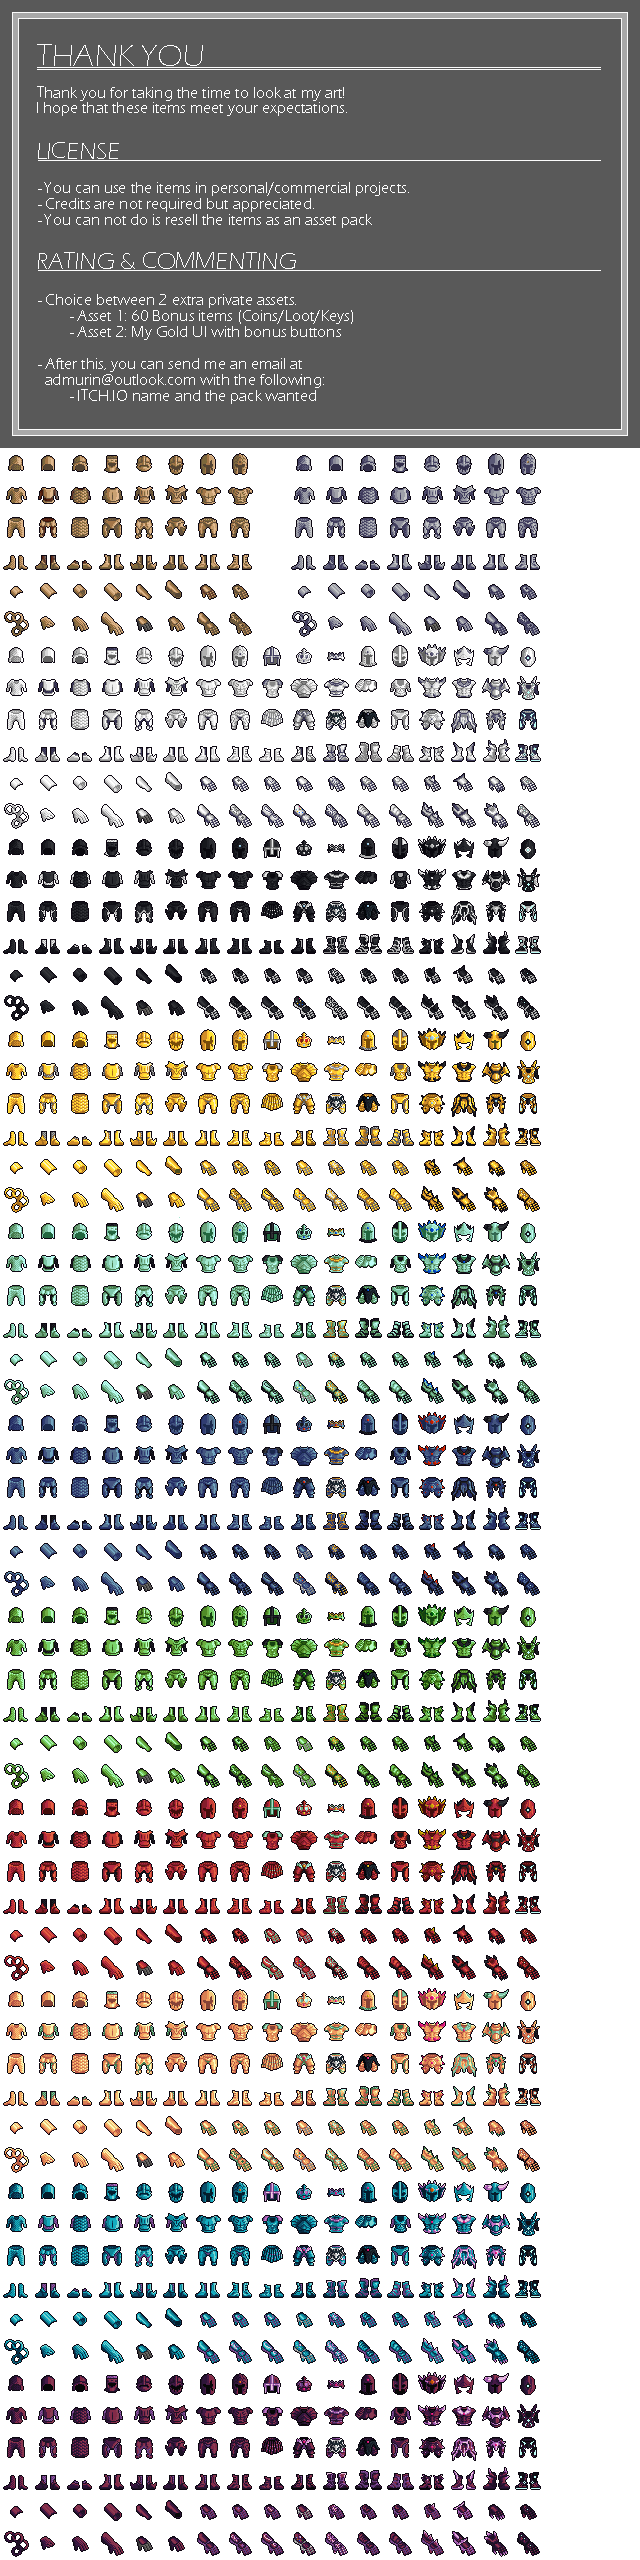 THANK YOU
Thank you for taking the time to look at my art!
I hope that these items meet your expectations.
LICENSE
-You can use the items in personal/commercial projects.
- Credits are not required but appreciated.
-You can not do is resell the items as an asset pack
RATING & COMMENTING
- Choice between 2 extra private assets.
- Asset 1: 60 Bonus items (Coins/Loot/Keys)
- Asset 2: My Gold UI with bonus buttons
- After this, you can send me an email at
admurin@outlook.com with the following:
- ITCH.IO name and the pack wanted